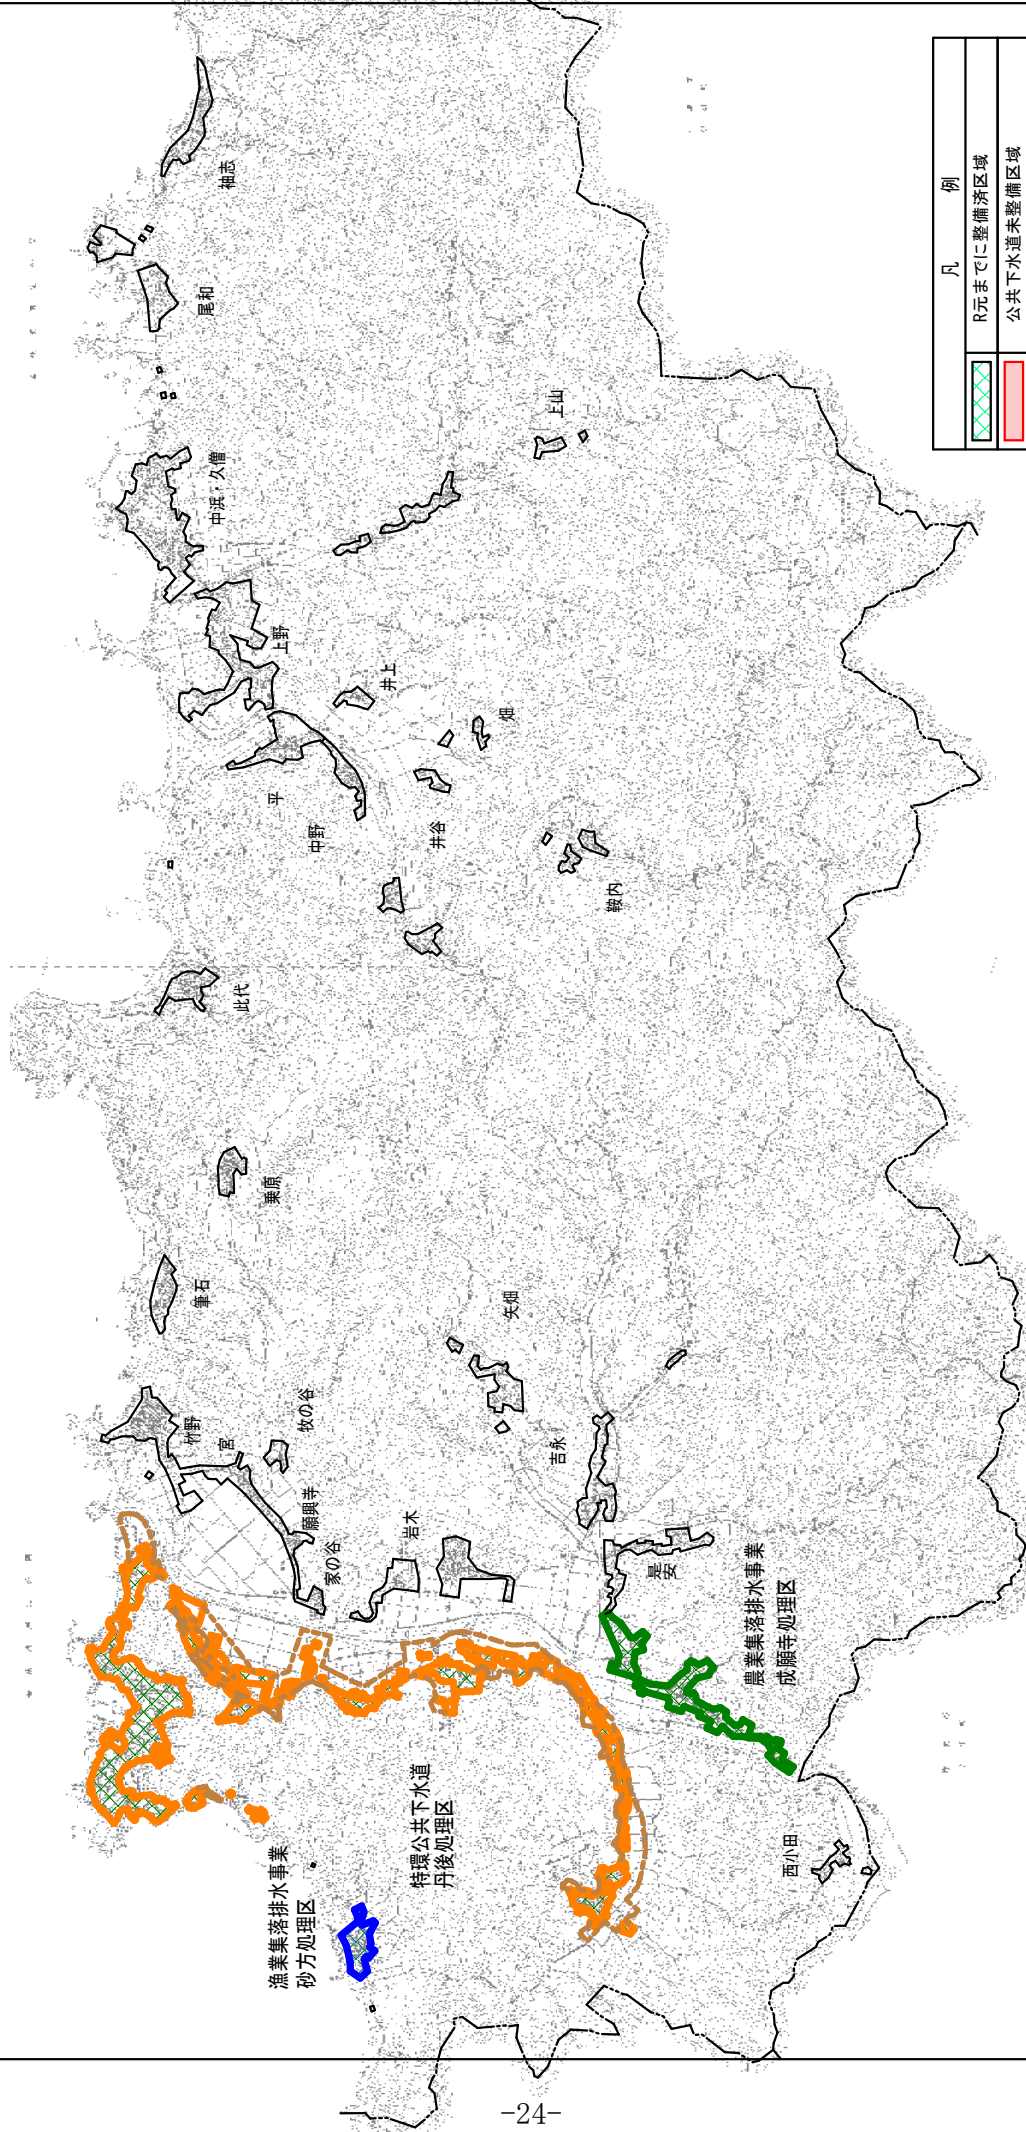 袖志
尾和
中浜・久僧
上野
平
中野
井上
畑
井谷
上山
鞍内
此代
乗原
筆石
竹野
宮
牧の谷
願興寺
家の谷
岩木
矢畑
吉永
是安
農業集落排水事業
成願寺処理区
特環公共下水道
丹後処理区
漁業集落排水事業
砂方処理区
西小田
凡　例
R元までに整備済区域
公共下水道未整備区域
-24-